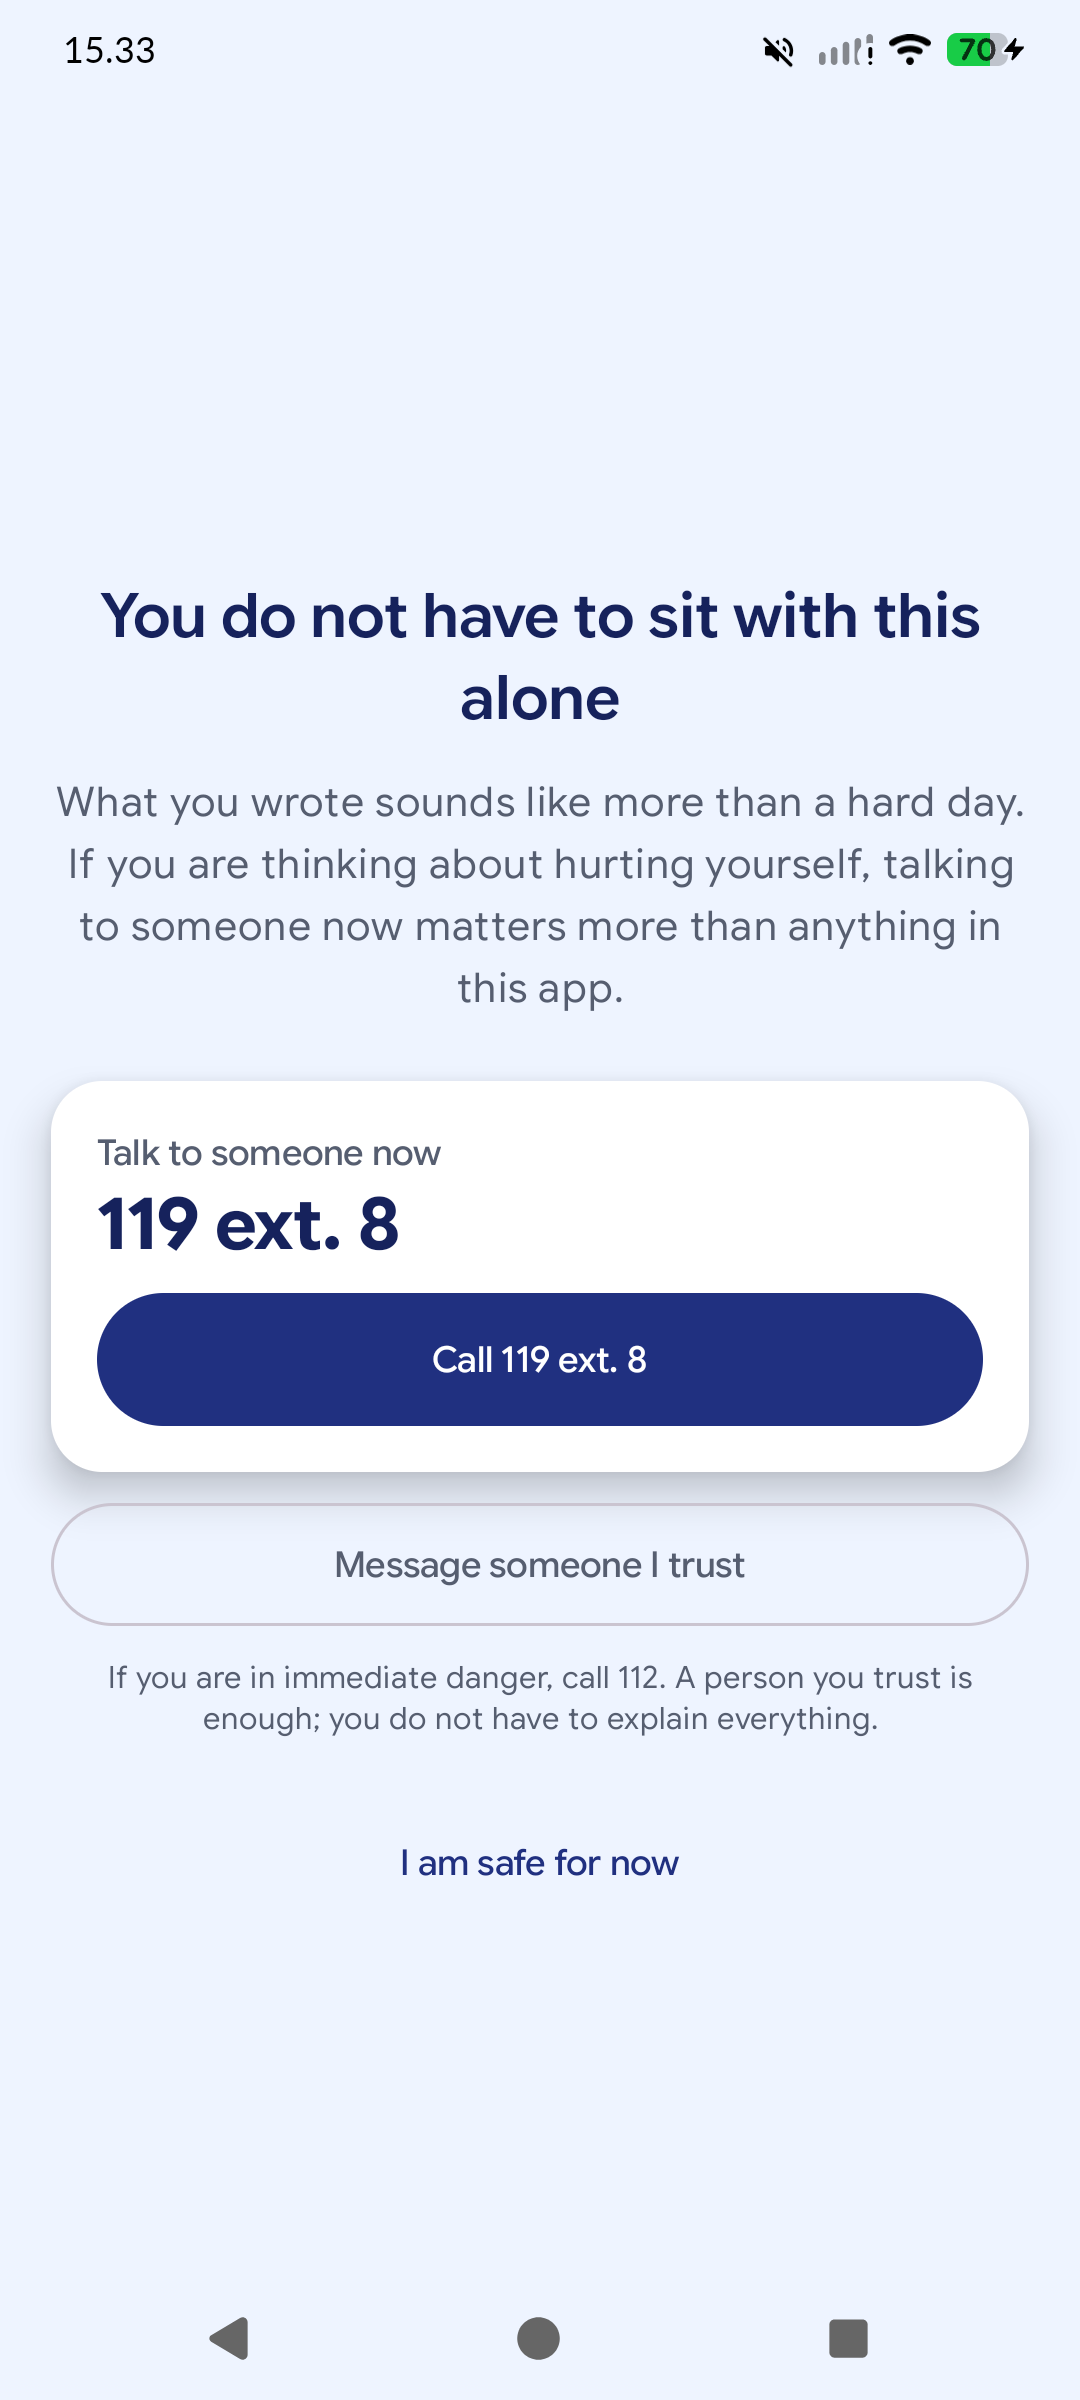 15.33
70
You do not have to sit with this
alone
What you wrote sounds like more than a hard day.
If you are thinking about hurting yourself, talking
to someone now matters more than anything in
this app.
Talk to someone now
119 ext. 8
Call 119 ext. 8
Message someone I trust
If you are in immediate danger, call 112. A person you trust is
enough; you do not have to explain everything.
I am safe for now